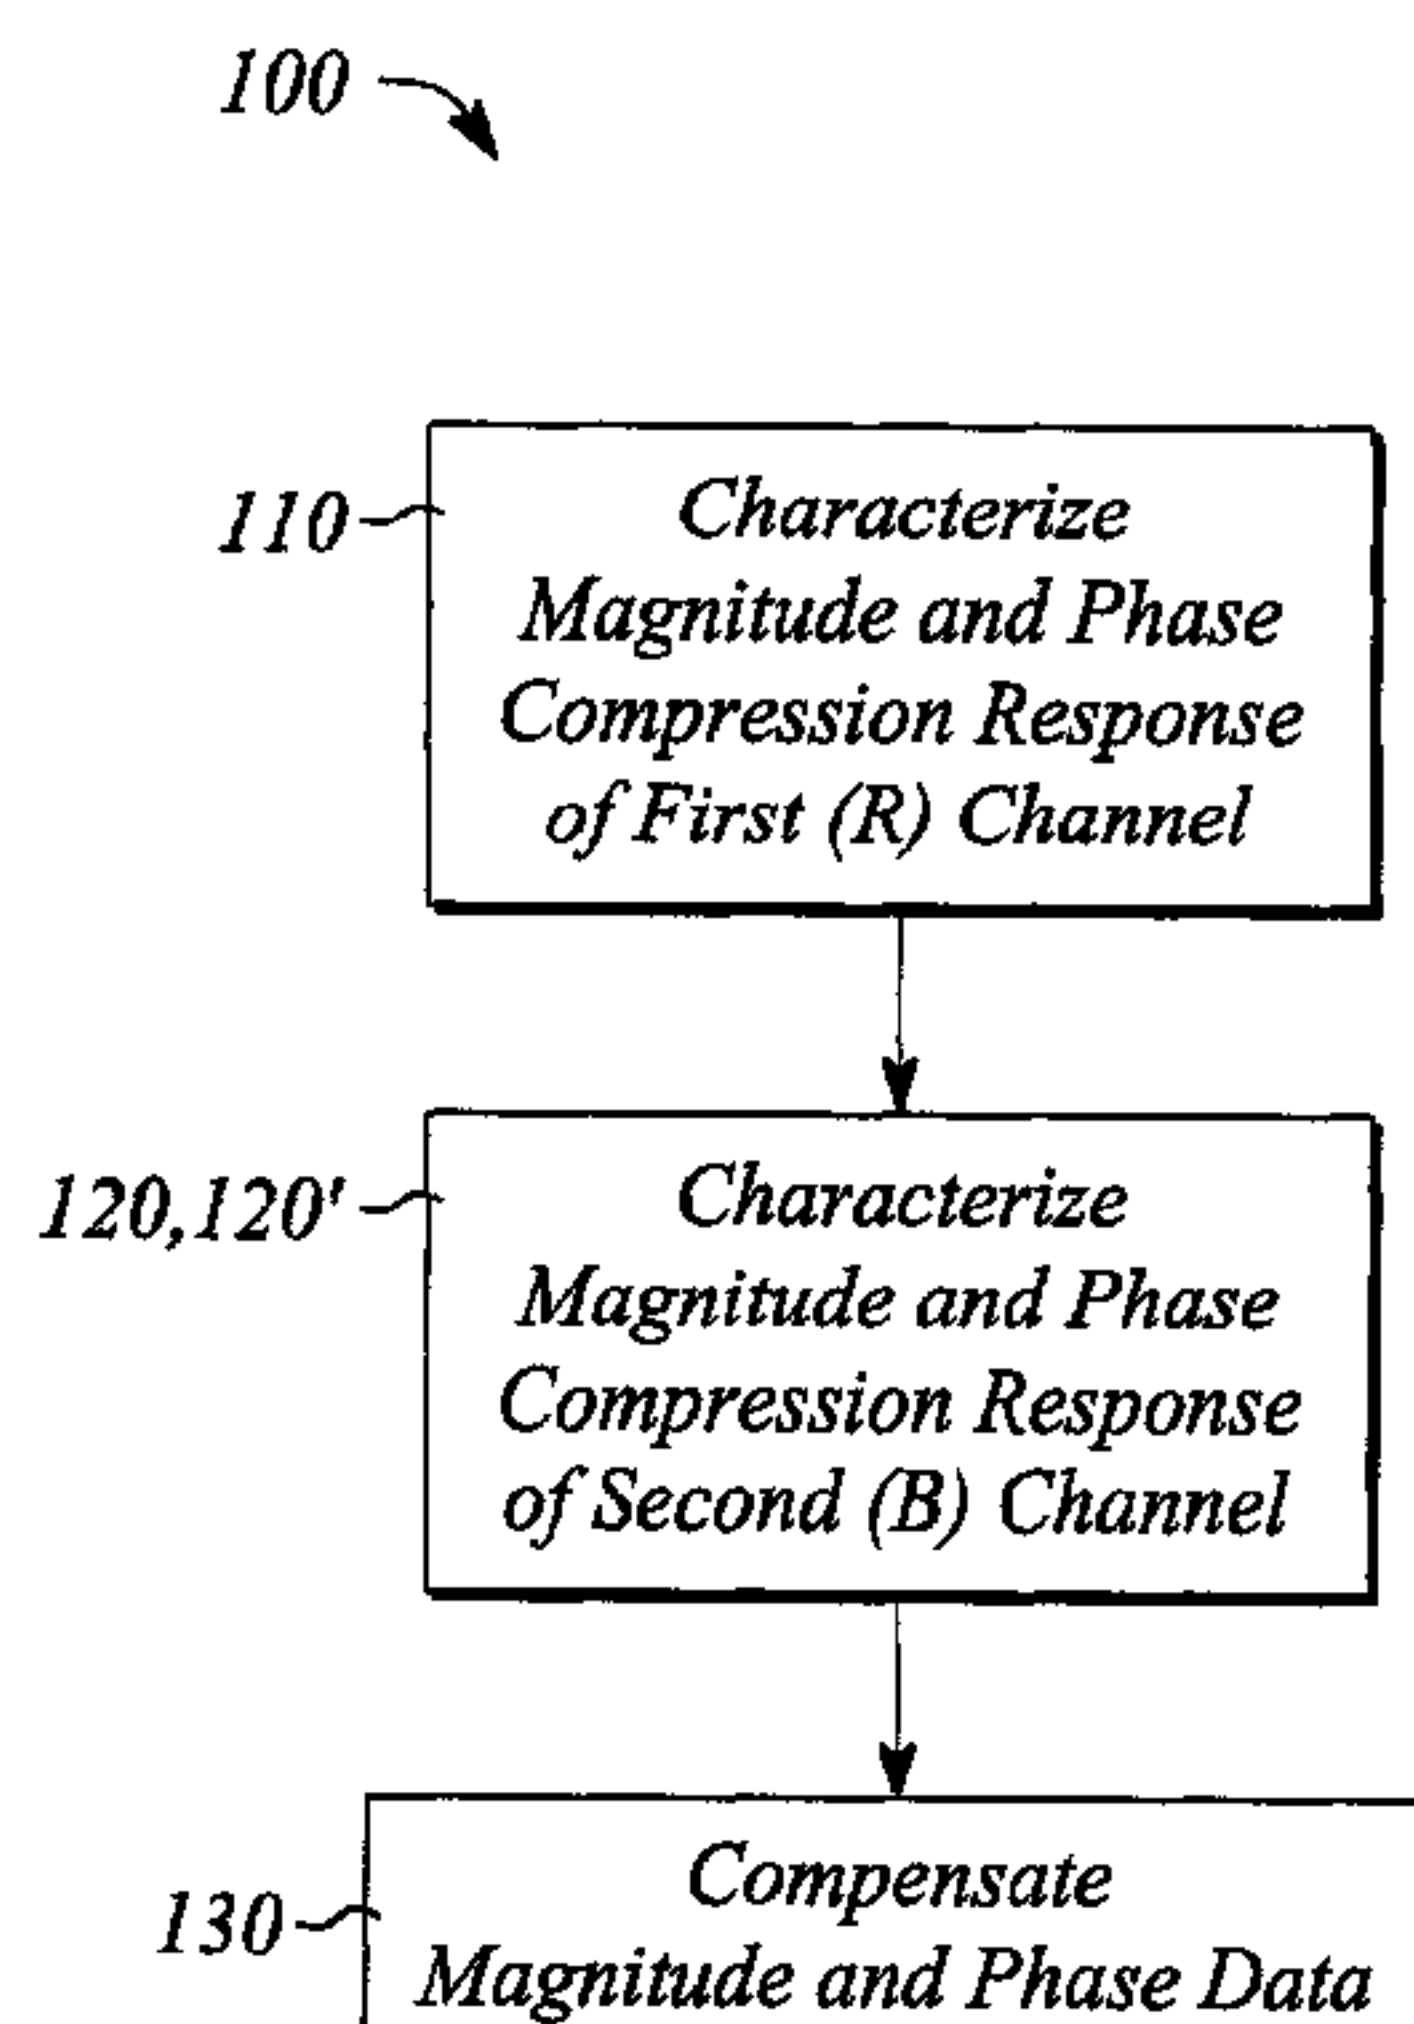 100
110
Characterize
Magnitude and Phase
Compression Response
of First (R) Channel
120,120'
Characterize
Magnitude and Phase
Compression Response
of Second (B) Channel
130
Compensate
Magnitude and Phase Data